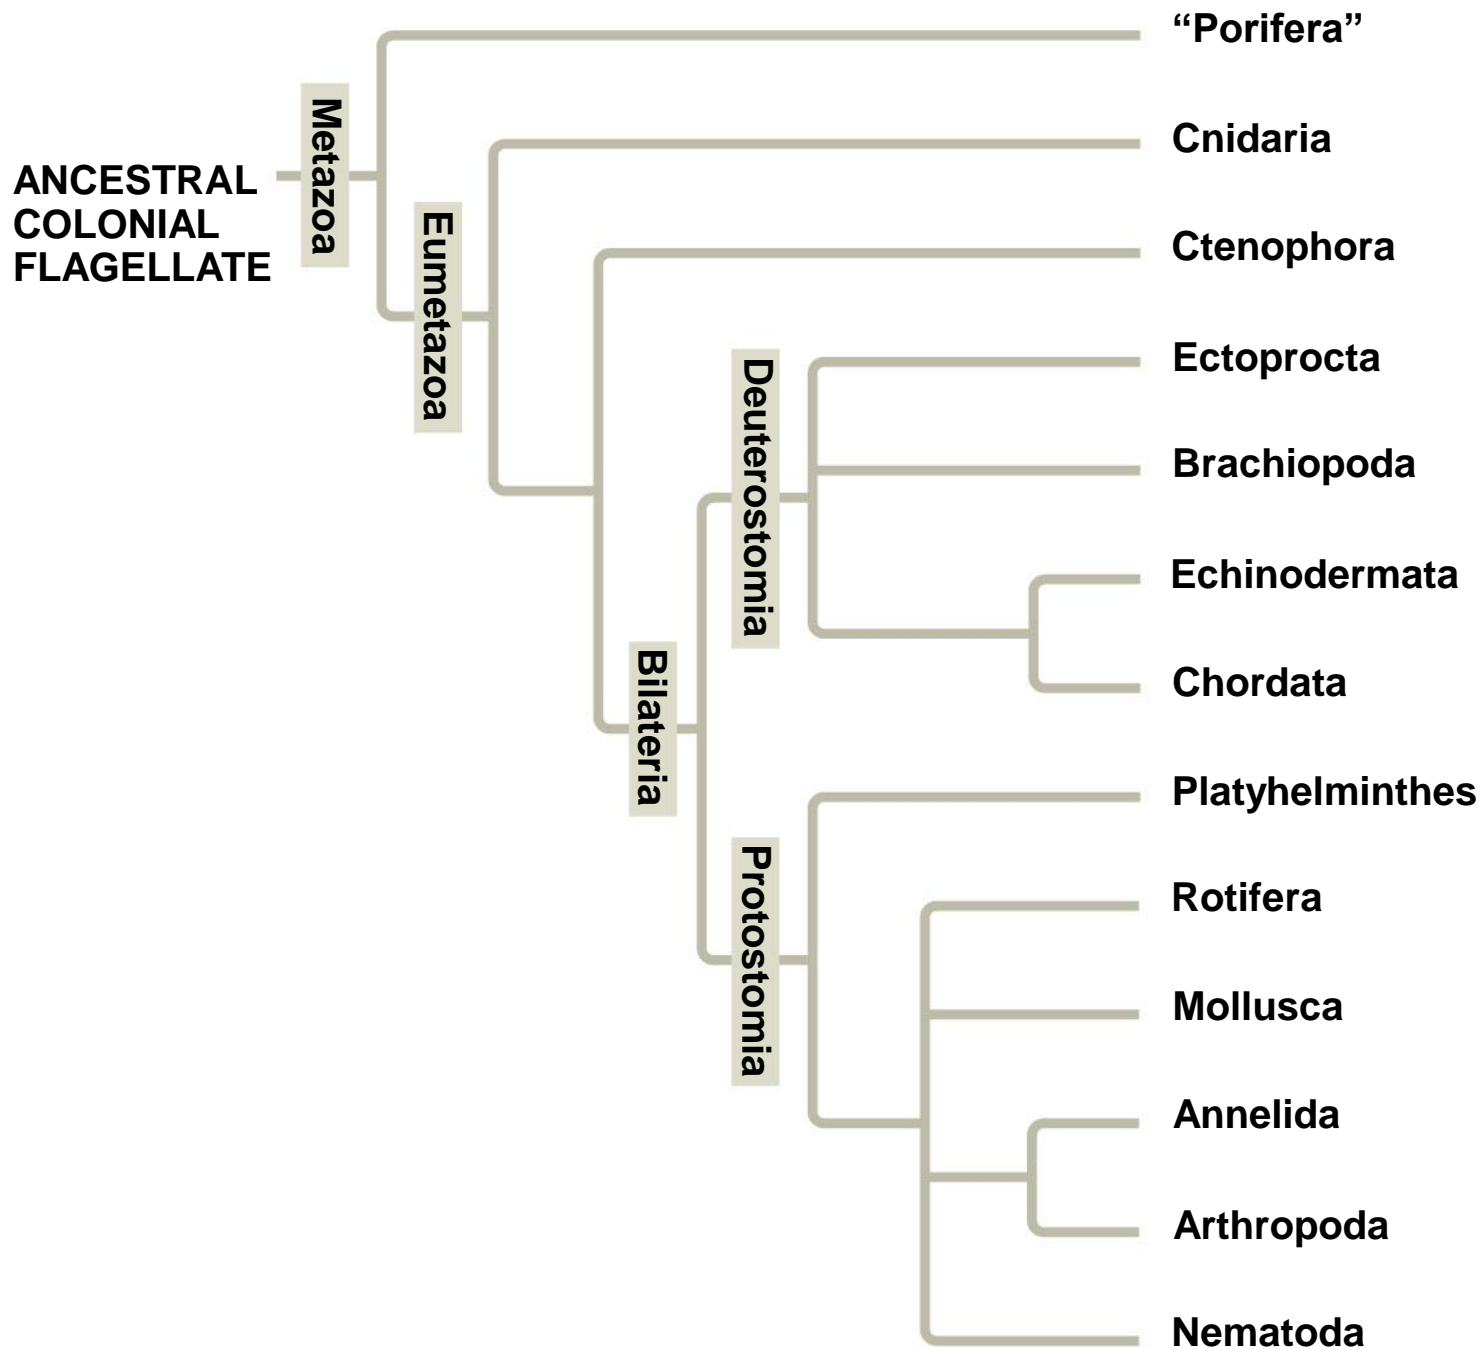 “Porifera”
Metazoa
Cnidaria
ANCESTRAL
COLONIAL
FLAGELLATE
Eumetazoa
Ctenophora
Deuterostomia
Ectoprocta
Brachiopoda
Echinodermata
Bilateria
Chordata
Platyhelminthes
Protostomia
Rotifera
Mollusca
Annelida
Arthropoda
Nematoda